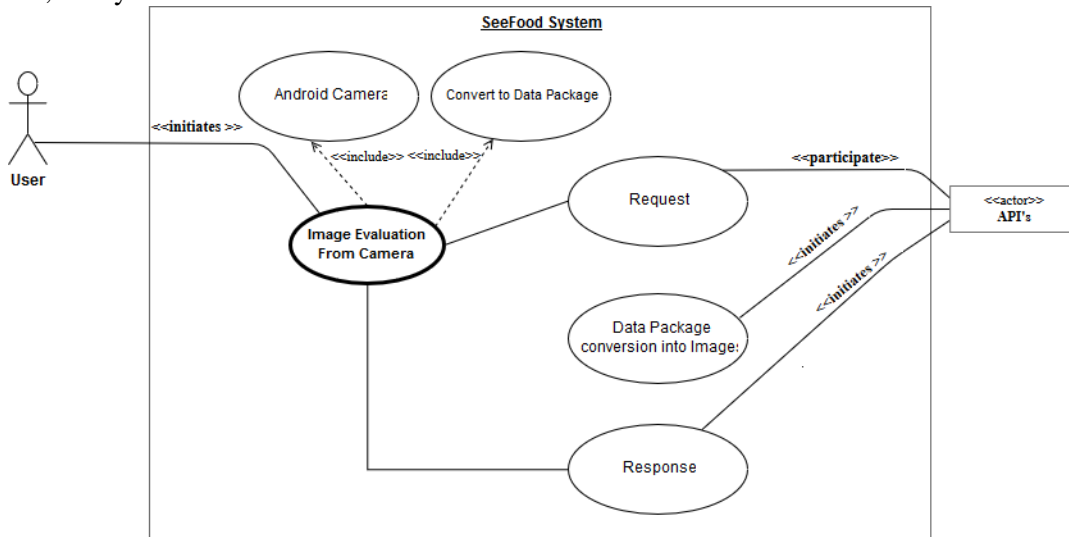 SeeFood System
Android Camera
Convert to Data Package
<<initiates >>
<<include>> <<include>>
<<participate>>
User
Request
<<actor>>
API's
Image Evaluation
From Camera
<<initiates >>
<<initiates >>
Data Package
conversion into Images
Response